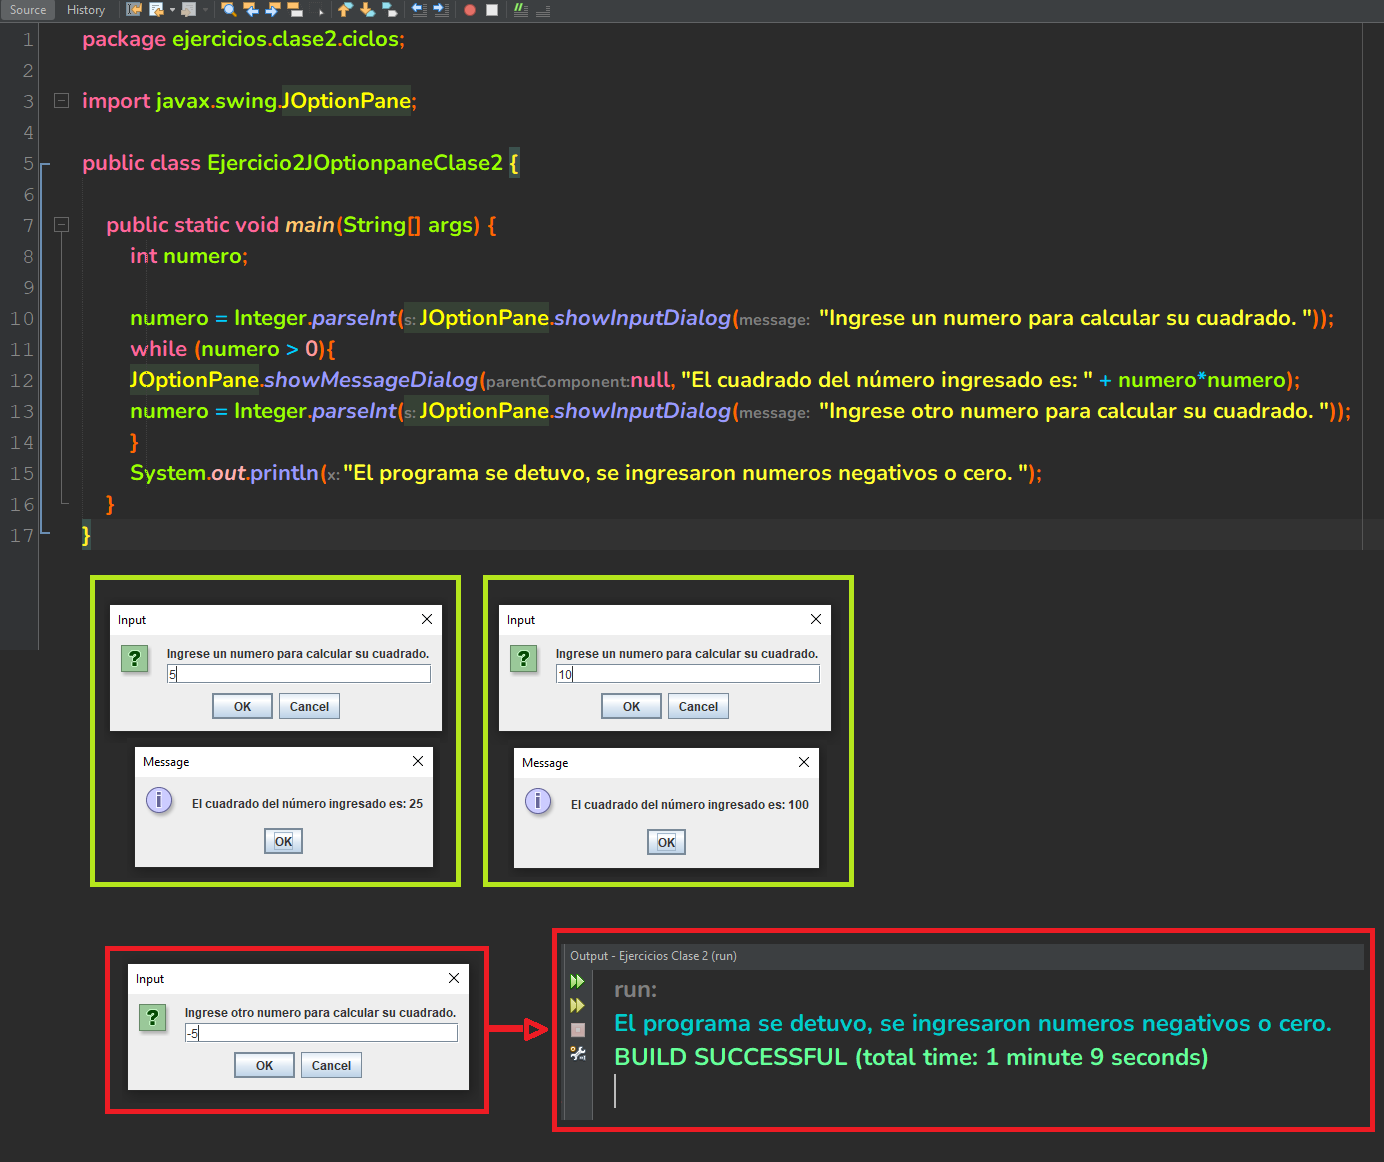 Source History
1 package ejercicios.clase2.ciclos;
2
3 import javax.swing.JOptionPane;
4
5 public class Ejercicio2JOptionpaneClase2 {
6
7 public static void main(String[] args) {
8 int numero;
9
10 numero = Integer.parseInt(s: JOptionPane.showInputDialog(message: "Ingrese un numero para calcular su cuadrado. "));
11 while (numero > 0){
12 JOptionPane.showMessageDialog(parentComponent:null, "El cuadrado del número ingresado es: " + numero*numero);
13 numero = Integer.parseInt(s: JOptionPane.showInputDialog(message: "Ingrese otro numero para calcular su cuadrado. "));
14 }
15 System.out.println(x: "El programa se detuvo, se ingresaron numeros negativos o cero. ");
16 }
17 }
Input
Ingrese un numero para calcular su cuadrado.
5
OK Cancel
Message
El cuadrado del número ingresado es: 25
OK
Input
Ingrese un numero para calcular su cuadrado.
10
OK Cancel
Message
El cuadrado del número ingresado es: 100
OK
Input
Ingrese otro numero para calcular su cuadrado.
-5
OK Cancel
Output - Ejercicios Clase 2 (run)
run:
El programa se detuvo, se ingresaron numeros negativos o cero.
BUILD SUCCESSFUL (total time: 1 minute 9 seconds)